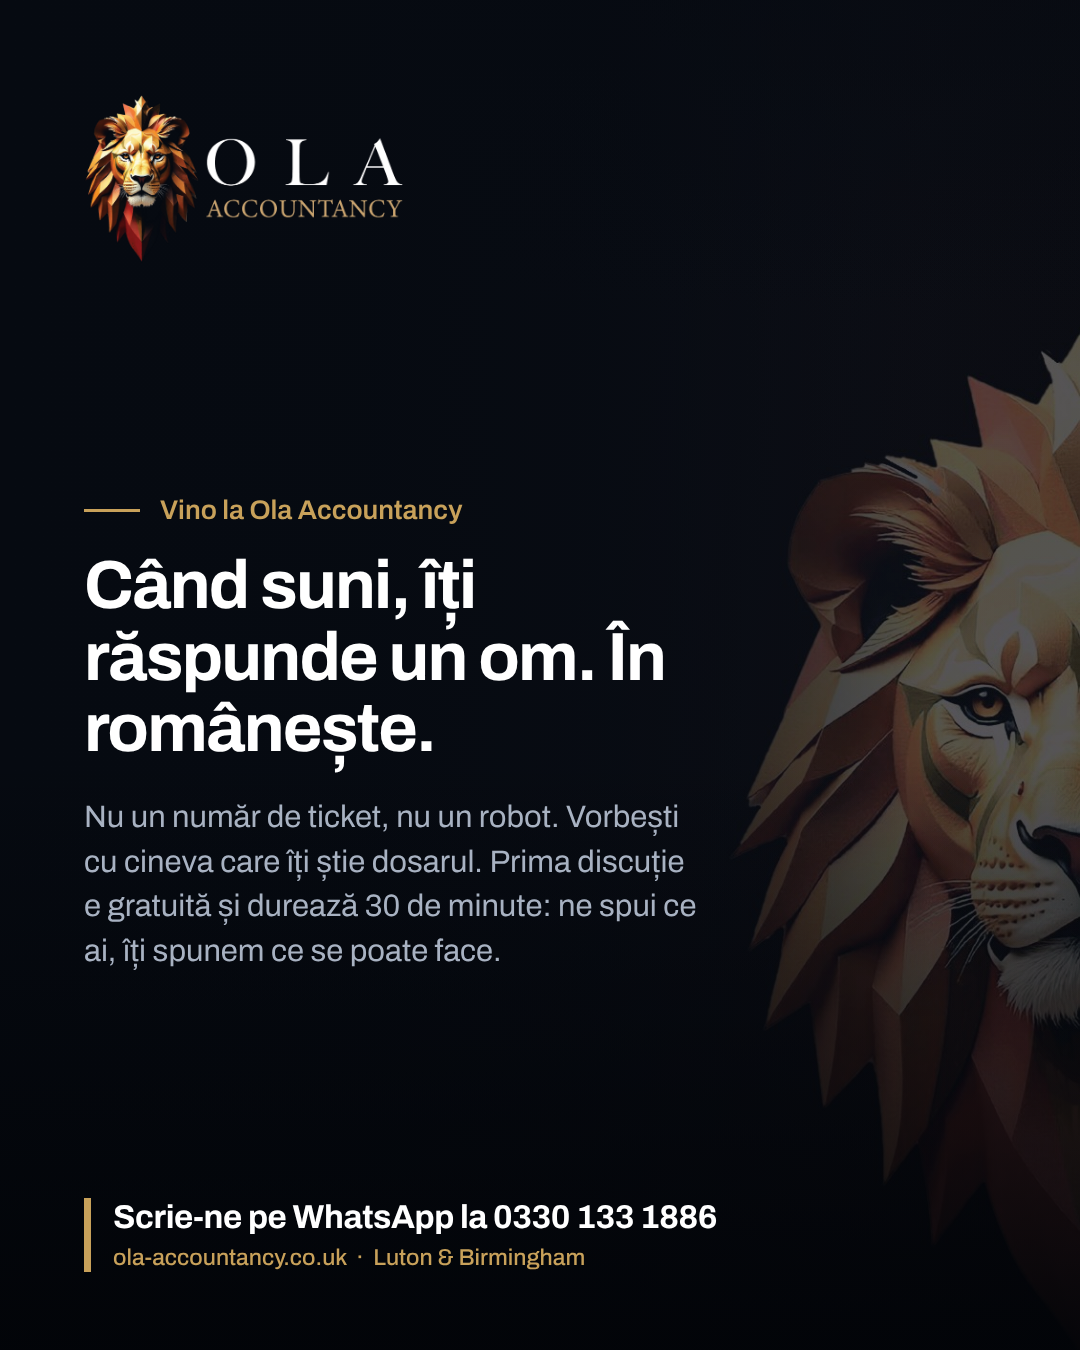 OLA
ACCOUNTANCY
Vino la Ola Accountancy
Când suni, îți
răspunde un om. În
românește.
Nu un număr de ticket, nu un robot. Vorbești
cu cineva care îți știe dosarul. Prima discuție
e gratuită și durează 30 de minute: ne spui ce
ai, îți spunem ce se poate face.
Scrie-ne pe WhatsApp la 0330 133 1886
ola-accountancy.co.uk · Luton & Birmingham